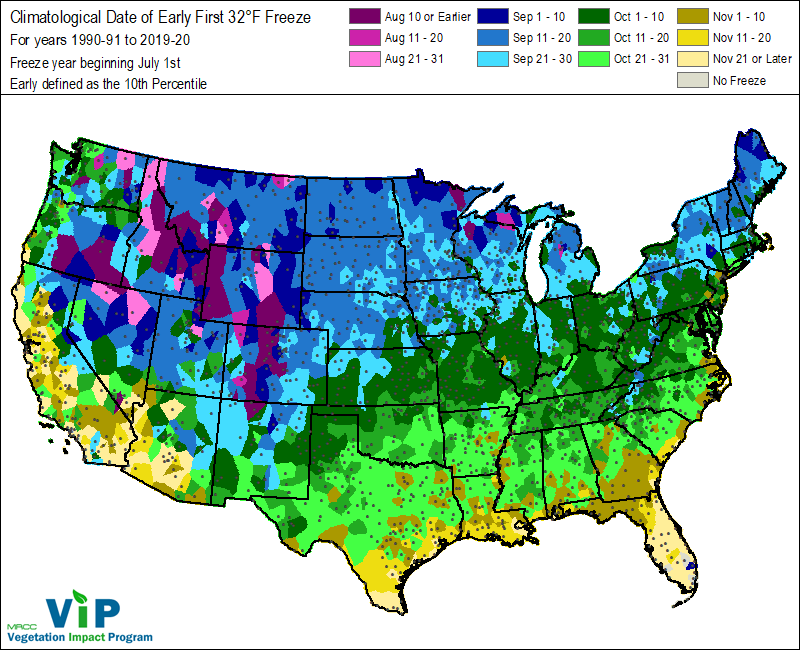 Climatological Date of Early First 32°F Freeze
For years 1990-91 to 2019-20
Freeze year beginning July 1st
Early defined as the 10th Percentile
Aug 10 or Earlier
Aug 11 - 20
Aug 21 - 31
Sep 1 - 10
Sep 11 - 20
Sep 21 - 30
Oct 1 - 10
Oct 11 - 20
Oct 21 - 31
Nov 1 - 10
Nov 11 - 20
Nov 21 or Later
No Freeze
MRCC
ViP
Vegetation Impact Program